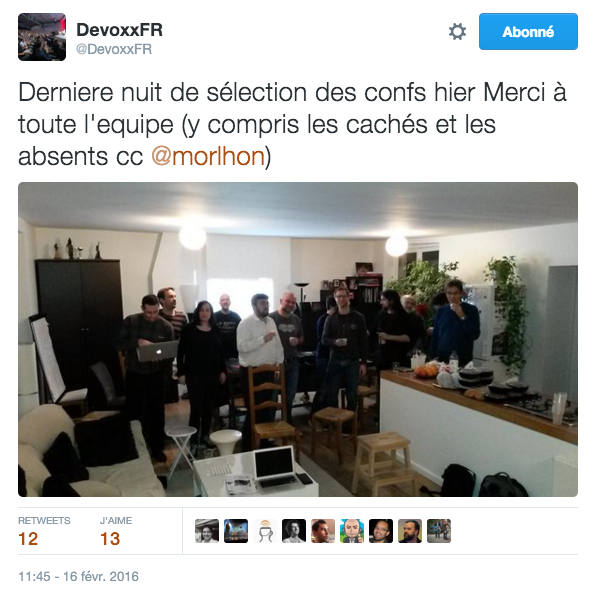 DevoxxFR
@DevoxxFR
Abonné
Derniere nuit de sélection des confs hier Merci à
toute l'equipe (y compris les cachés et les
absents cc @morlhon)
RETWEETS
J'AIME
12
13
11:45 - 16 févr. 2016